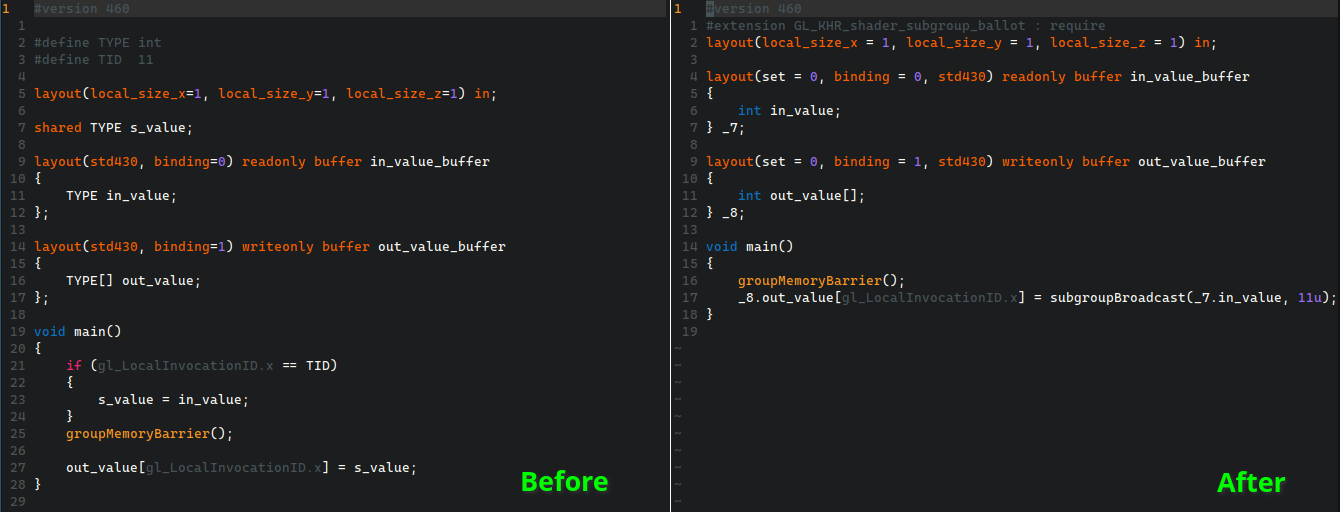 1 #version 460
1
2 #define TYPE int
3 #define TID  11
4
5 layout(local_size_x=1, local_size_y=1, local_size_z=1) in;
6
7 shared TYPE s_value;
8
9 layout(std430, binding=0) readonly buffer in_value_buffer
10 {
11     TYPE in_value;
12 };
13
14 layout(std430, binding=1) writeonly buffer out_value_buffer
15 {
16     TYPE[] out_value;
17 };
18
19 void main()
20 {
21     if (gl_LocalInvocationID.x == TID)
22     {
23         s_value = in_value;
24     }
25     groupMemoryBarrier();
26
27     out_value[gl_LocalInvocationID.x] = s_value;
28 }
29
Before
1 #version 460
1 #extension GL_KHR_shader_subgroup_ballot : require
2 layout(local_size_x = 1, local_size_y = 1, local_size_z = 1) in;
3
4 layout(set = 0, binding = 0, std430) readonly buffer in_value_buffer
5 {
6     int in_value;
7 } _7;
8
9 layout(set = 0, binding = 1, std430) writeonly buffer out_value_buffer
10 {
11     int out_value[];
12 } _8;
13
14 void main()
15 {
16     groupMemoryBarrier();
17     _8.out_value[gl_LocalInvocationID.x] = subgroupBroadcast(_7.in_value, 11u);
18 }
19
~
~
~
~
~
~
~
~
~
~
After